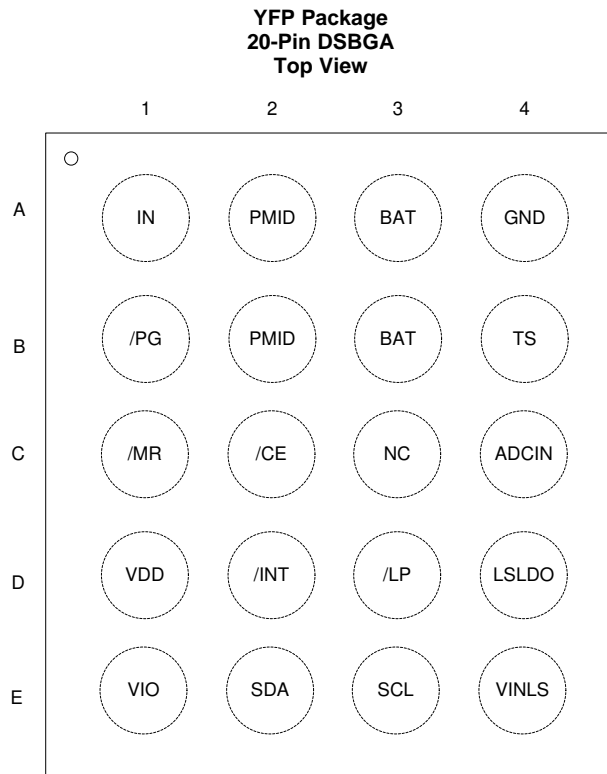 YFP Package
20-Pin DSBGA
Top View
1 2 3 4
A IN PMID BAT GND
B /PG PMID BAT TS
C /MR /CE NC ADCIN
D VDD /INT /LP LSLDO
E VIO SDA SCL VINLS